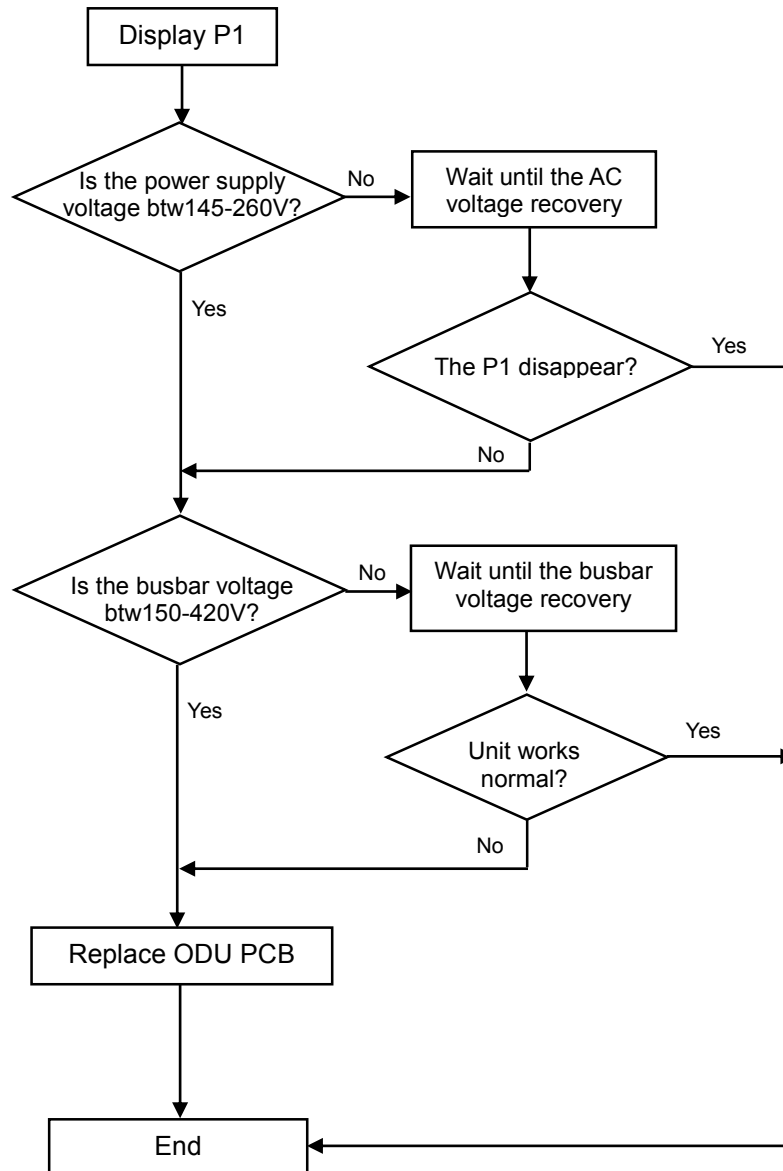 Display P1
Is the power supply
voltage btw145-260V?
No
Wait until the AC
voltage recovery
Yes
The P1 disappear?
Yes
No
Is the busbar voltage
btw150-420V?
No
Wait until the busbar
voltage recovery
Yes
Unit works
normal?
Yes
No
Replace ODU PCB
End